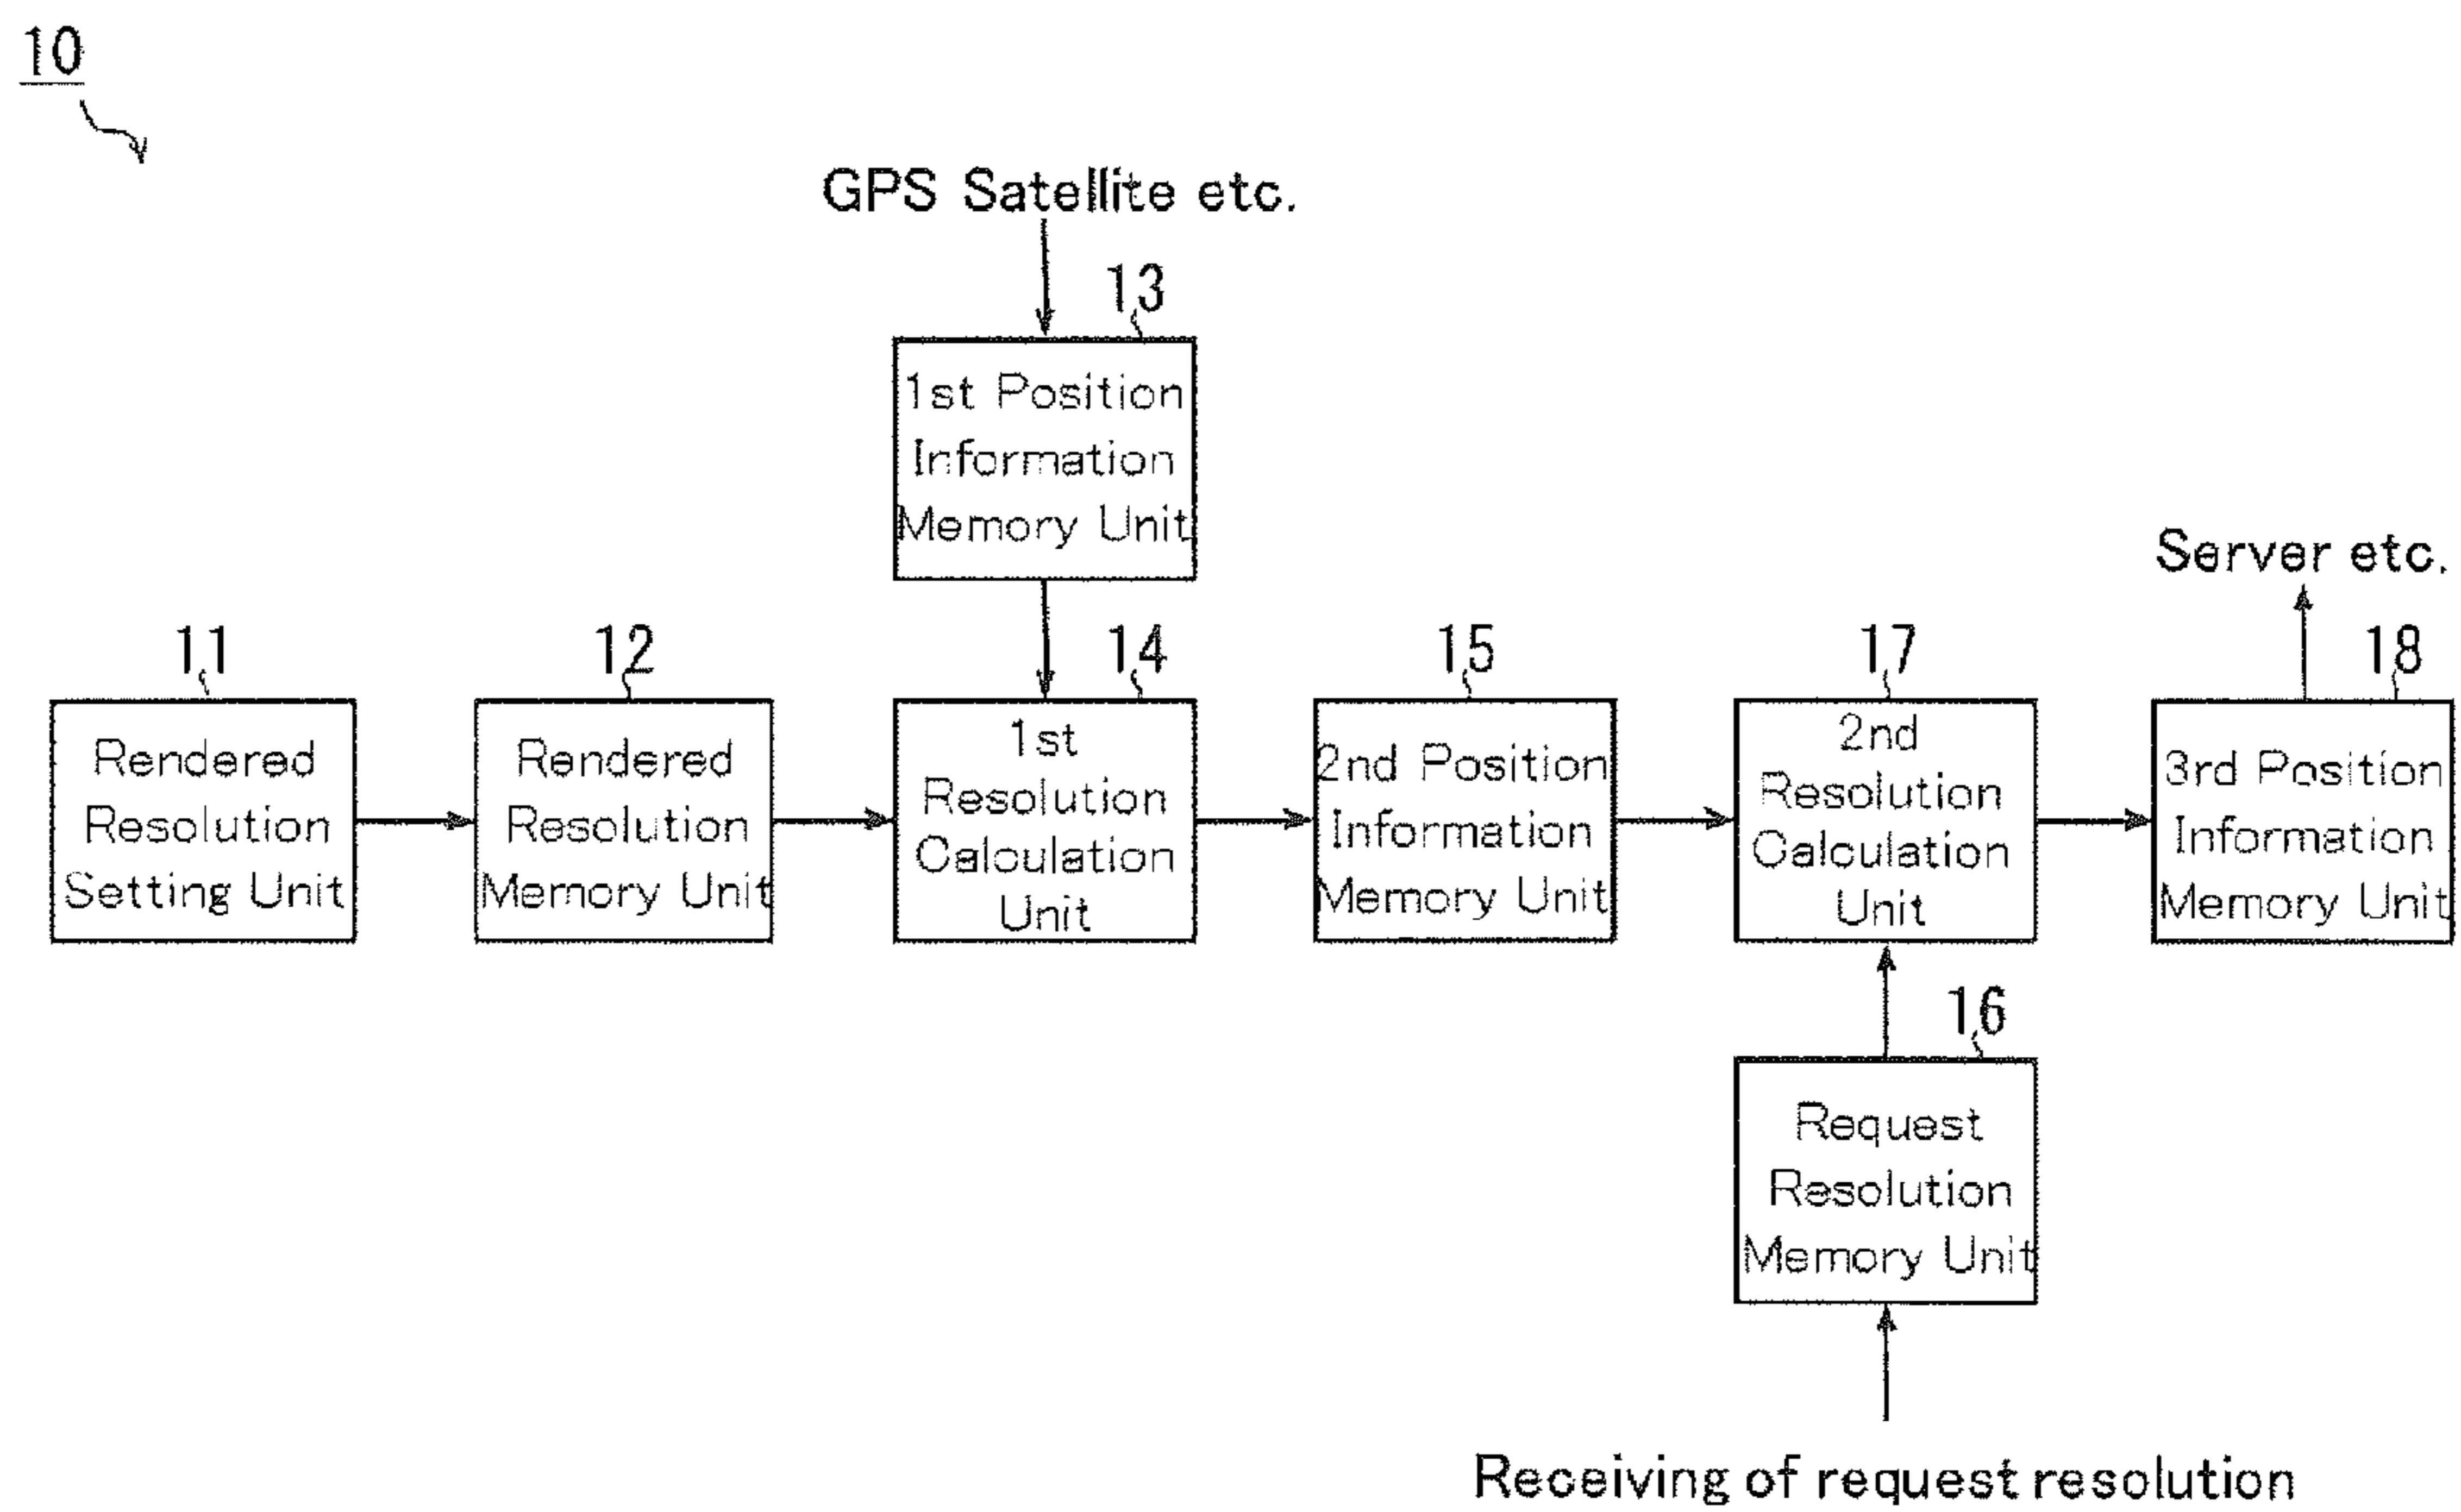 10
GPS Satellite etc.
13
1st Position
Information
Memory Unit
Server etc.
11
Rendered
Resolution
Setting Unit
12
Rendered
Resolution
Memory Unit
14
1st
Resolution
Calculation
Unit
15
2nd Position
Information
Memory Unit
17
2nd
Resolution
Calculation
Unit
18
3rd Position
Information
Memory Unit
16
Request
Resolution
Memory Unit
Receiving of request resolution